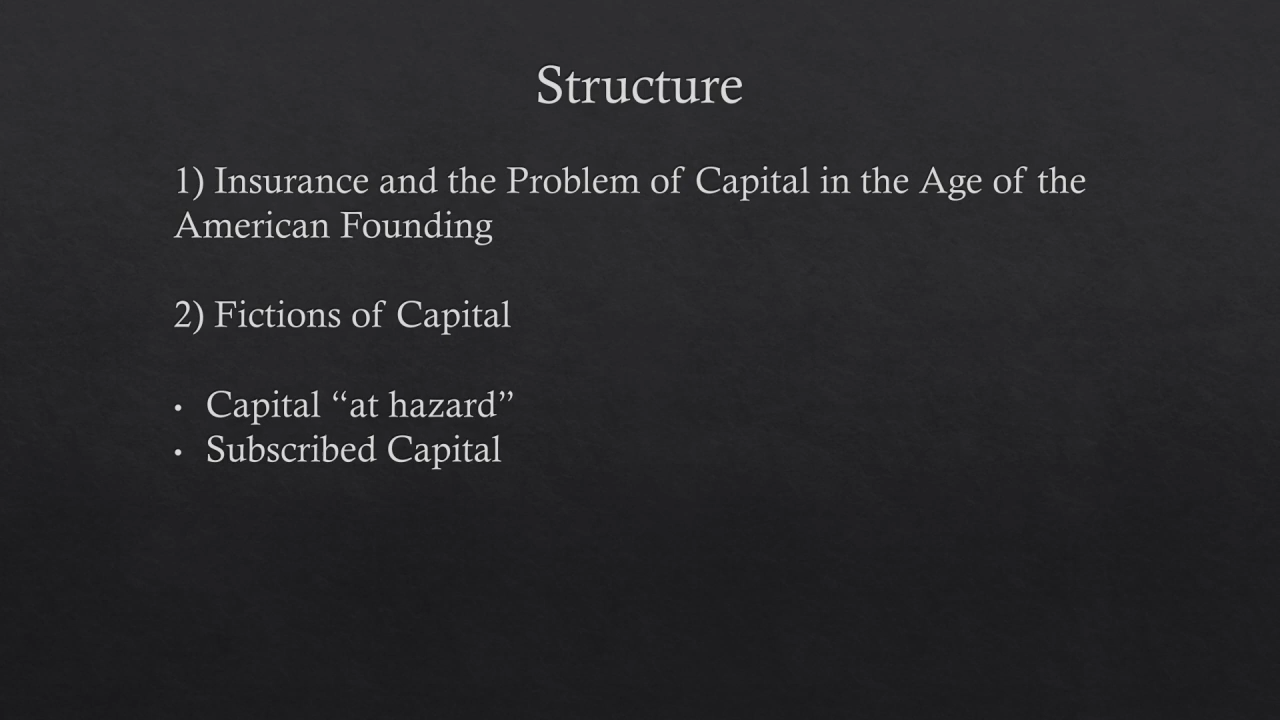 Structure
1) Insurance and the Problem of Capital in the Age of the
American Founding
2) Fictions of Capital
• Capital “at hazard”
• Subscribed Capital